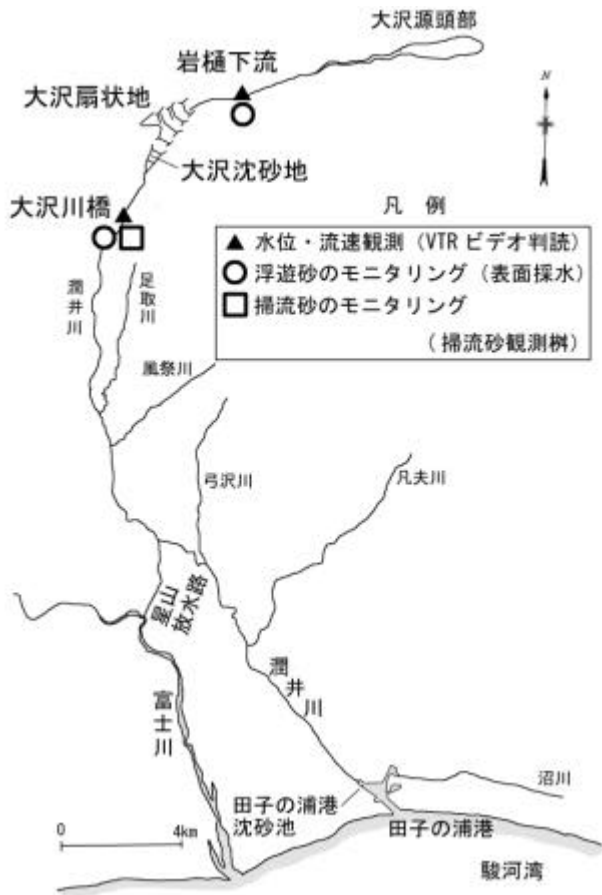 大沢源頭部
岩樋下流
大沢扇状地
N
大沢沈砂地
大沢川橋
凡 例
▲ 水位・流速観測（VTR ビデオ判読）
○ 浮遊砂のモニタリング（表面採水）
□ 掃流砂のモニタリング
（掃流砂観測桝）
潤井川
足取川
風祭川
弓沢川
凡夫川
星山
放水路
潤井川
富士川
沼川
田子の浦港
沈砂池
田子の浦港
0 4km
駿河湾